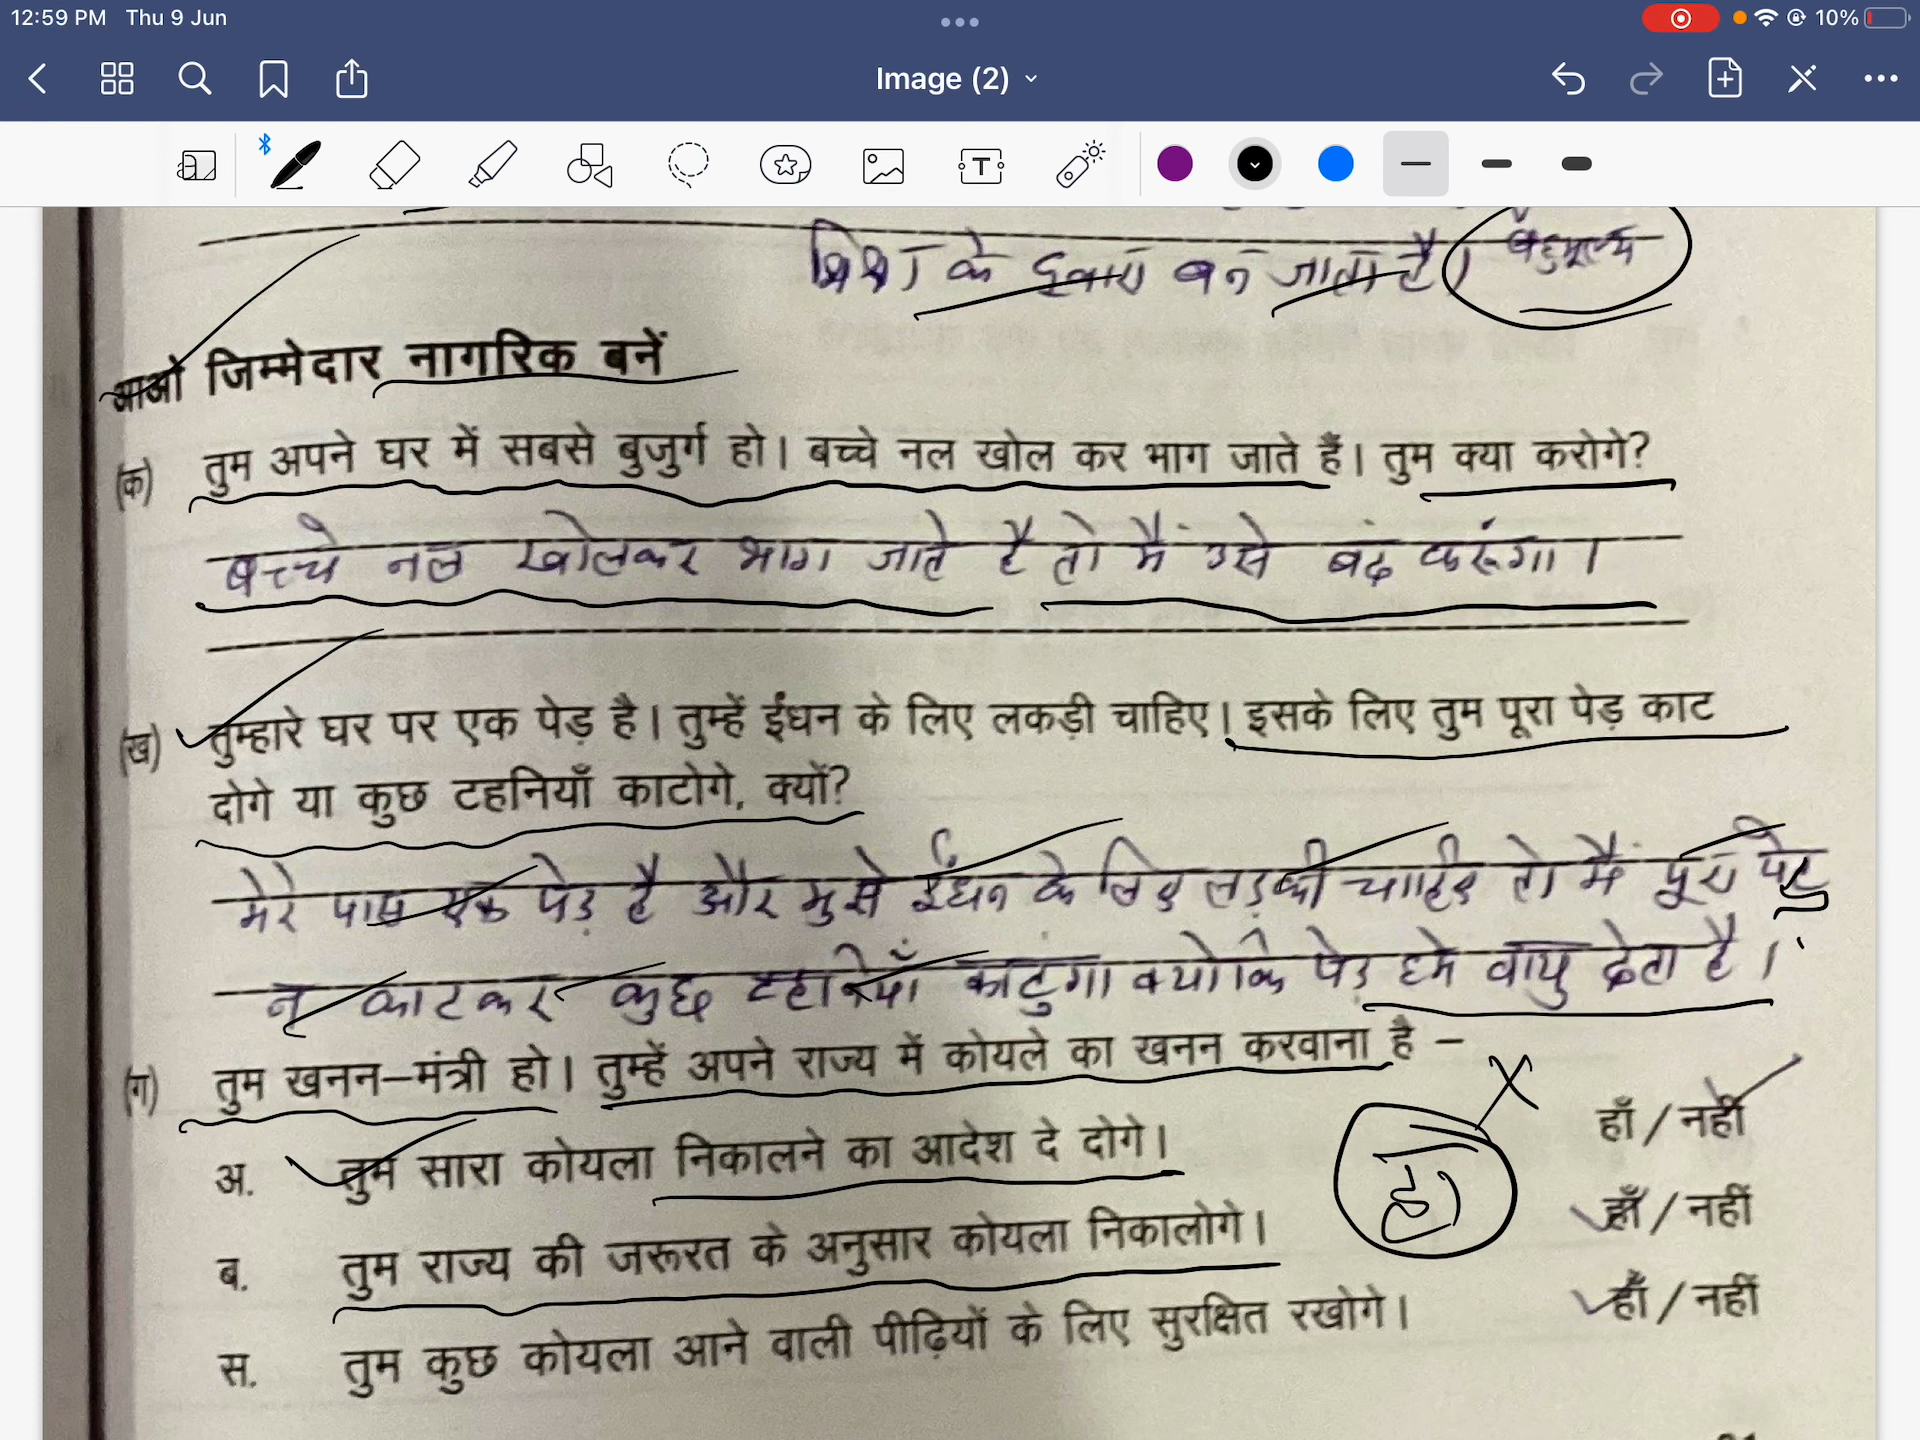 12:59 PM Thu 9 Jun
10%
Image (2)
के द्वारा बन जाता है। बहुमूल्य
आओ जिम्मेदार नागरिक बनें
(क) तुम अपने घर में सबसे बुजुर्ग हो। बच्चे नल खोल कर भाग जाते हैं। तुम क्या करोगे?
बच्चे नल खोलकर भाग जाते है तो मैं उसे बंद करूंगा।
(ख) तुम्हारे घर पर एक पेड़ है। तुम्हें ईंधन के लिए लकड़ी चाहिए। इसके लिए तुम पूरा पेड़ काट
दोगे या कुछ टहनियाँ काटोगे, क्यों?
मेरे पास एक पेड़ है और मुझे ईंधन के लिए लड़की चाहिए तो मैं पूरा पेड़
न काटकर कुछ टहनियाँ काटुगा क्योंकि पेड़ हमे वायु देता है।
(ग) तुम खनन-मंत्री हो। तुम्हें अपने राज्य में कोयले का खनन करवाना है -
अ. तुम सारा कोयला निकालने का आदेश दे दोगे। हाँ / नहीं
हा
ब. तुम राज्य की जरूरत के अनुसार कोयला निकालोगे। हाँ / नहीं
स. तुम कुछ कोयला आने वाली पीढ़ियों के लिए सुरक्षित रखोगे। हाँ / नहीं